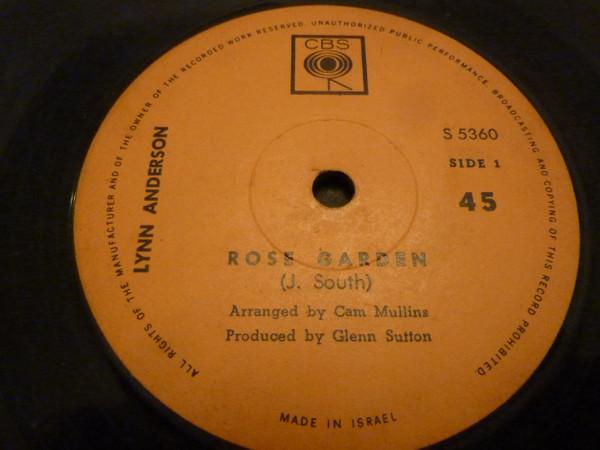 ALL RIGHTS OF THE MANUFACTURER AND OF THE OWNER OF THE RECORDED WORK RESERVED. UNAUTHORIZED PUBLIC PERFORMANCE, BROADCASTING AND COPYING OF THIS RECORD PROHIBITED.
CBS
LYNN ANDERSON
S 5360
SIDE 1
45
ROSE GARDEN
(J. South)
Arranged by Cam Mullins
Produced by Glenn Sutton
MADE IN ISRAEL